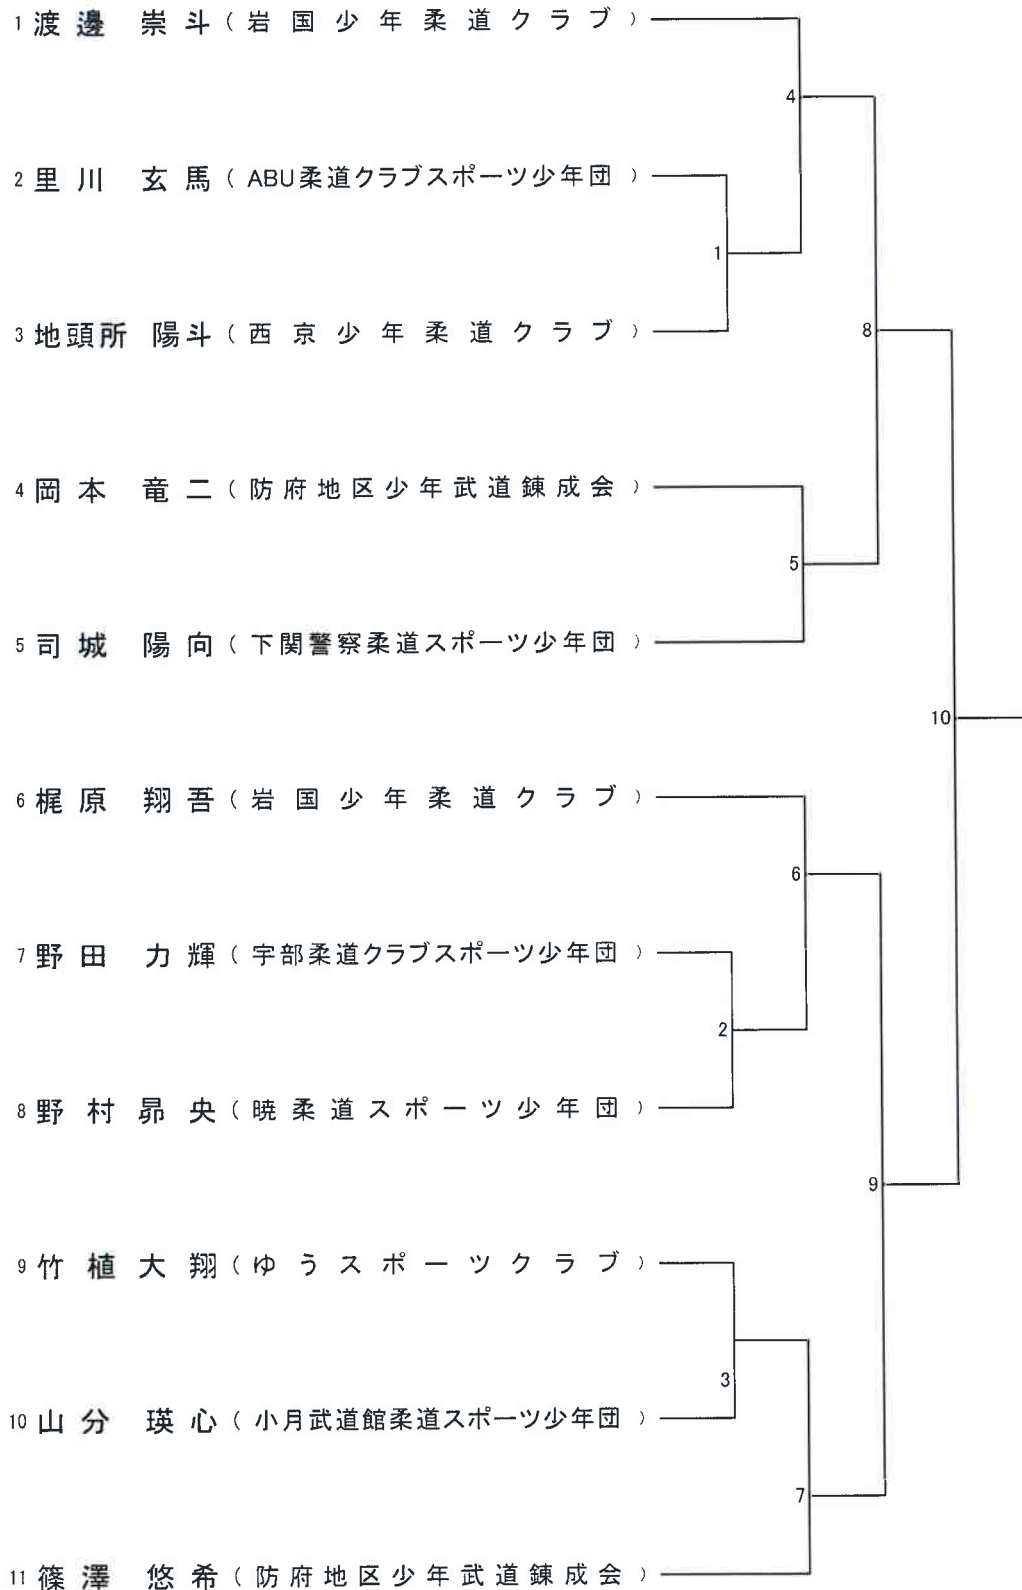 1 渡邊 崇斗(岩国少年柔道クラブ)
4
2 里川 玄馬(ABU柔道クラブスポーツ少年団)
1
3 地頭所 陽斗(西京少年柔道クラブ)
8
4 岡本 竜二(防府地区少年武道錬成会)
5
5 司城 陽向(下関警察柔道スポーツ少年団)
10
6 梶原 翔吾(岩国少年柔道クラブ)
6
7 野田 力輝(宇部柔道クラブスポーツ少年団)
2
8 野村昴央(暁柔道スポーツ少年団)
9
9 竹植大翔(ゆうスポーツクラブ)
3
10 山分 瑛心(小月武道館柔道スポーツ少年団)
7
11 篠澤 悠希(防府地区少年武道錬成会)